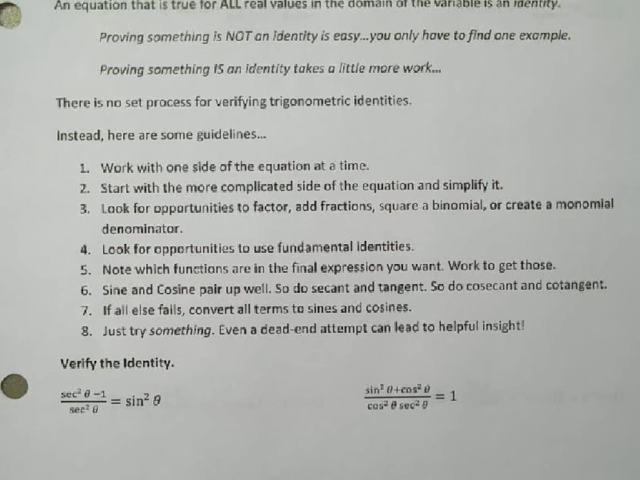 An equation that is true for ALL real values in the domain of the variable is an identity.
Proving something is NOT an identity is easy...you only have to find one example.
Proving something IS an identity takes a little more work...
There is no set process for verifying trigonometric identities.
Instead, here are some guidelines...
1. Work with one side of the equation at a time.
2. Start with the more complicated side of the equation and simplify it.
3. Look for opportunities to factor, add fractions, square a binomial, or create a monomial
denominator.
4. Look for opportunities to use fundamental identities.
5. Note which functions are in the final expression you want. Work to get those.
6. Sine and Cosine pair up well. So do secant and tangent. So do cosecant and cotangent.
7. If all else fails, convert all terms to sines and cosines.
8. Just try something. Even a dead-end attempt can lead to helpful insight!
Verify the Identity.
(sec² θ −1)/(sec² θ) = sin² θ (sin² θ+cos² θ)/(cos² θ sec² θ) = 1